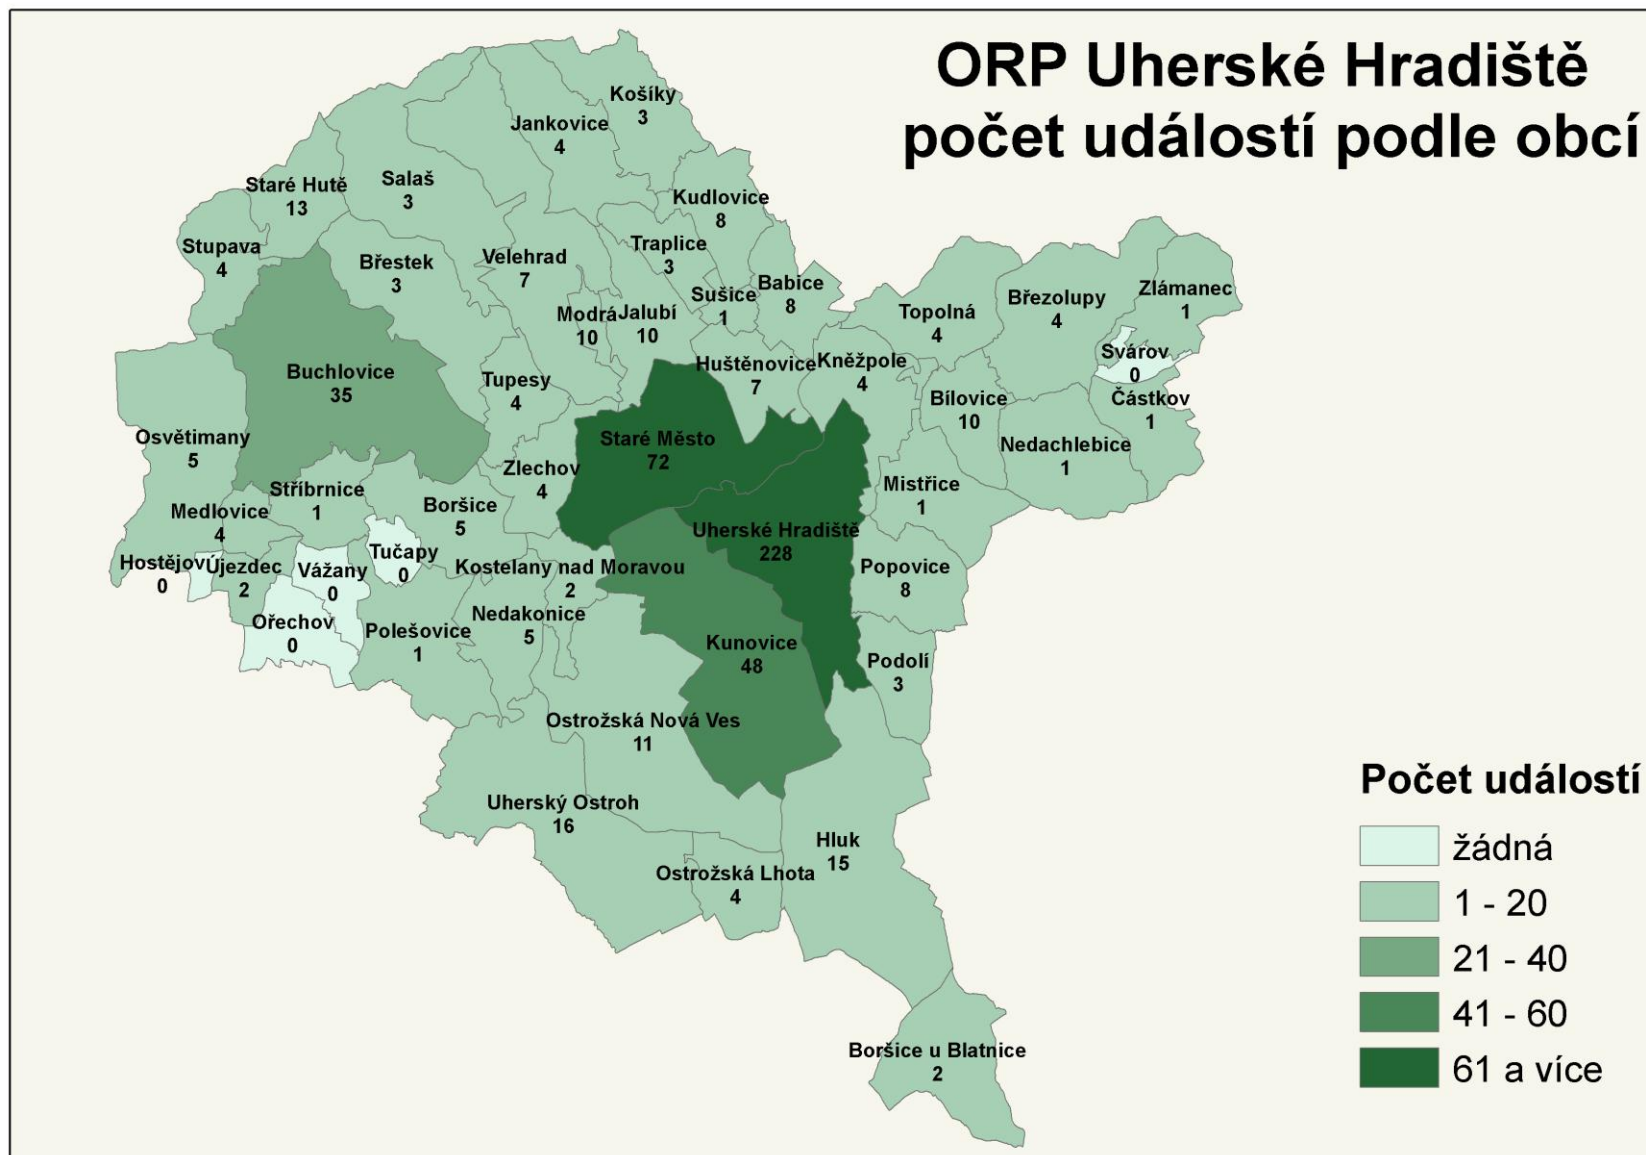 ORP Uherské Hradiště
počet událostí podle obcí
Košíky
3
Jankovice
4
Staré Hutě
13
Salaš
3
Kudlovice
8
Stupava
4
Břestek
3
Velehrad
7
Traplice
3
Sušice
1
Babice
8
Modrá
10
Jalubí
10
Topolná
4
Březolupy
4
Zlámanec
1
Svárov
0
Částkov
1
Buchlovice
35
Tupesy
4
Huštěnovice
7
Kněžpole
4
Bílovice
10
Nedachlebice
1
Osvětimany
5
Staré Město
72
Zlechov
4
Mistřice
1
Stříbrnice
1
Medlovice
4
Boršice
5
Uherské Hradiště
228
Hostějov
0
Újezdec
2
Vážany
0
Tučapy
0
Kostelany nad Moravou
2
Popovice
8
Ořechov
0
Polešovice
1
Nedakonice
5
Kunovice
48
Podolí
3
Ostrožská Nová Ves
11
Uherský Ostroh
16
Hluk
15
Ostrožská Lhota
4
Boršice u Blatnice
2
Počet událostí
žádná
1 - 20
21 - 40
41 - 60
61 a více